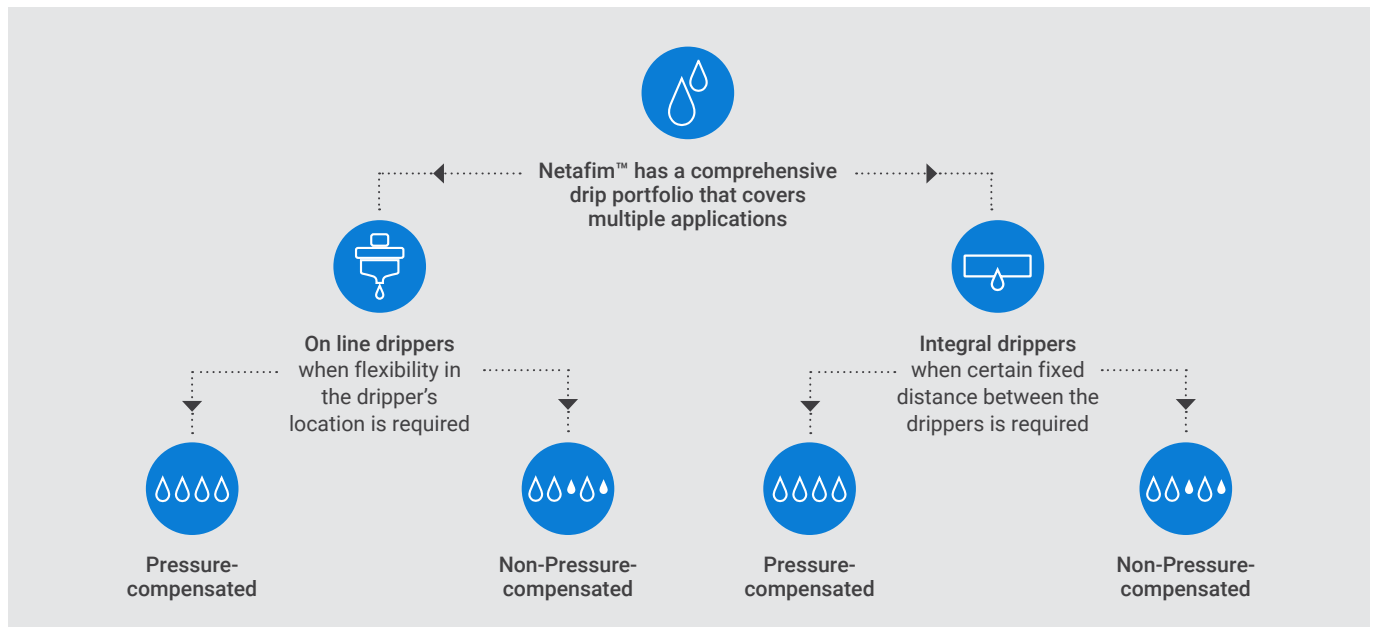 Netafim™ has a comprehensive
drip portfolio that covers
multiple applications
On line drippers
when flexibility in
the dripper's
location is required
Integral drippers
when certain fixed
distance between the
drippers is required
Pressure-
compensated
Non-Pressure-
compensated
Pressure-
compensated
Non-Pressure-
compensated